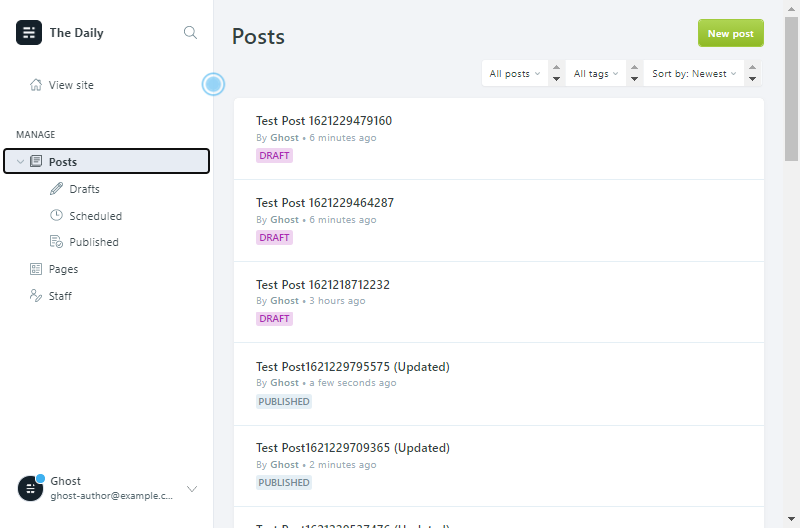 The Daily
View site
MANAGE
Posts
Drafts
Scheduled
Published
Pages
Staff
Ghost
ghost-author@example.c...
Posts
New post
All posts
All tags
Sort by: Newest
Test Post 1621229479160
By Ghost • 6 minutes ago
DRAFT
Test Post 1621229464287
By Ghost • 6 minutes ago
DRAFT
Test Post 1621218712232
By Ghost • 3 hours ago
DRAFT
Test Post1621229795575 (Updated)
By Ghost • a few seconds ago
PUBLISHED
Test Post1621229709365 (Updated)
By Ghost • 2 minutes ago
PUBLISHED